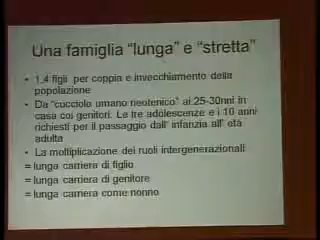 Una famiglia "lunga" e "stretta"
• 1,4 figli per coppia e invecchiamento della
popolazione
• Da "cucciolo umano neotenico" ai 25-30nni in
casa coi genitori. Le tre adolescenze e i 10 anni
richiesti per il passaggio dall' infanzia all' età
adulta
• La moltiplicazione dei ruoli intergenerazionali
= lunga carriera di figlio
= lunga carriera di genitore
= lunga carriera come nonno